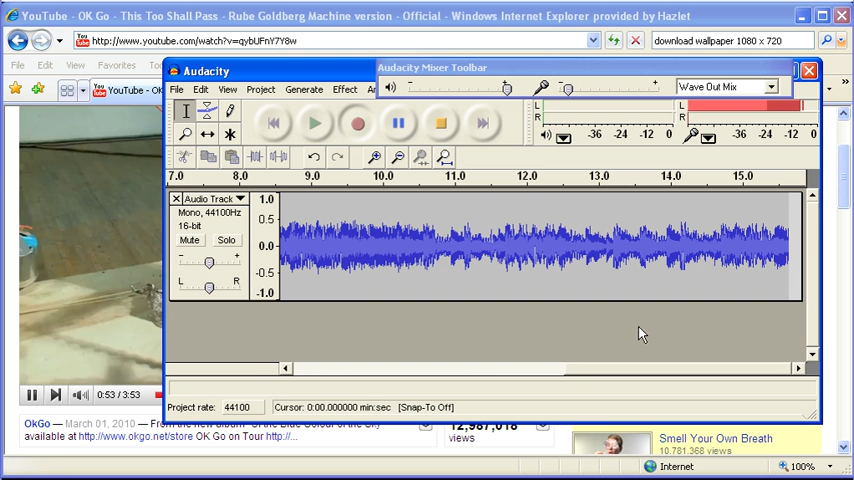 YouTube - OK Go - This Too Shall Pass - Rube Goldberg Machine version - Official - Windows Internet Explorer provided by Hazlet
http://www.youtube.com/watch?v=qybUFnY7Y8w
download wallpaper 1080 x 720
File Edit View Favorites Tools
YouTube - OK
Audacity
Audacity Mixer Toolbar
File Edit View Project Generate Effect
Wave Out Mix
L
R
-36 -24 -12 0
L
R
-36 -24 -12 0
7.0 8.0 9.0 10.0 11.0 12.0 13.0 14.0 15.0
Audio Track
Mono, 44100Hz
16-bit
Mute Solo
- +
L R
1.0
0.5
0.0
-0.5
-1.0
0:53 / 3:53
Project rate: 44100 Cursor: 0:00.000000 min:sec [Snap-To Off]
OkGo — March 01, 2010 — From the new album
available at http://www.okgo.net/store OK Go on Tour http://...
12,987,018
views
Smell Your Own Breath
10,781,368 views
Internet
100%